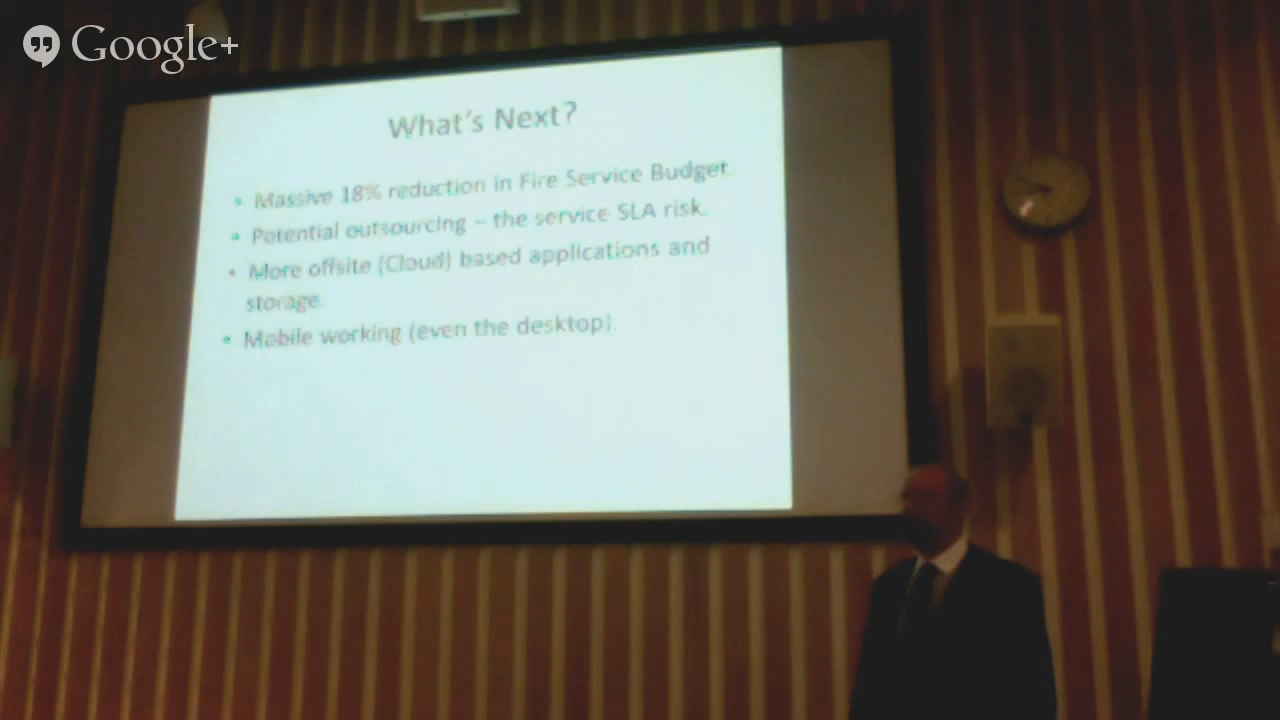 Google+
What's Next?
• Massive 18% reduction in Fire Service Budget
• Potential outsourcing – the service SLA risk.
• More offsite (Cloud) based applications and
storage.
• Mobile working (even the desktop).